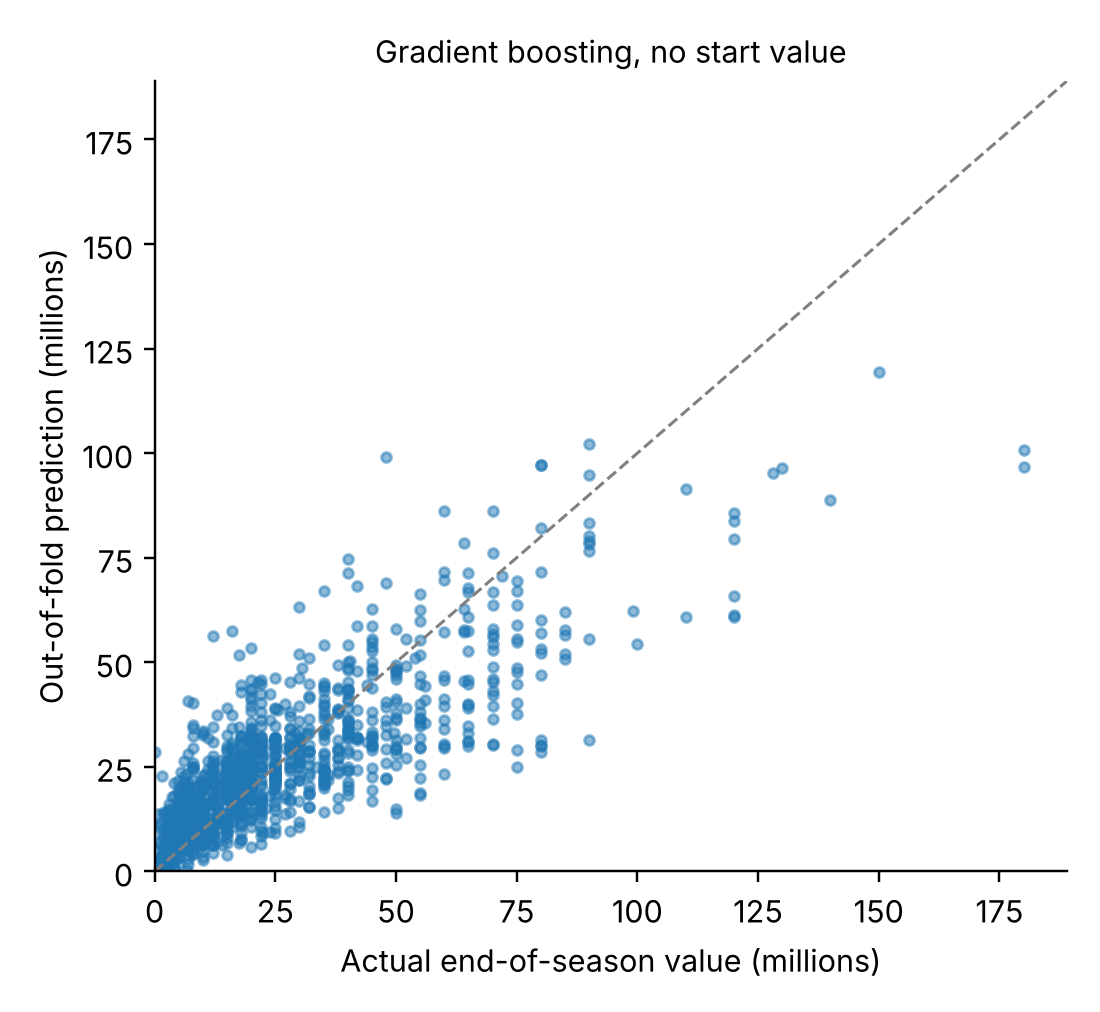 Gradient boosting, no start value
175
150
125
100
75
50
25
0
Out-of-fold prediction (millions)
0 25 50 75 100 125 150 175
Actual end-of-season value (millions)